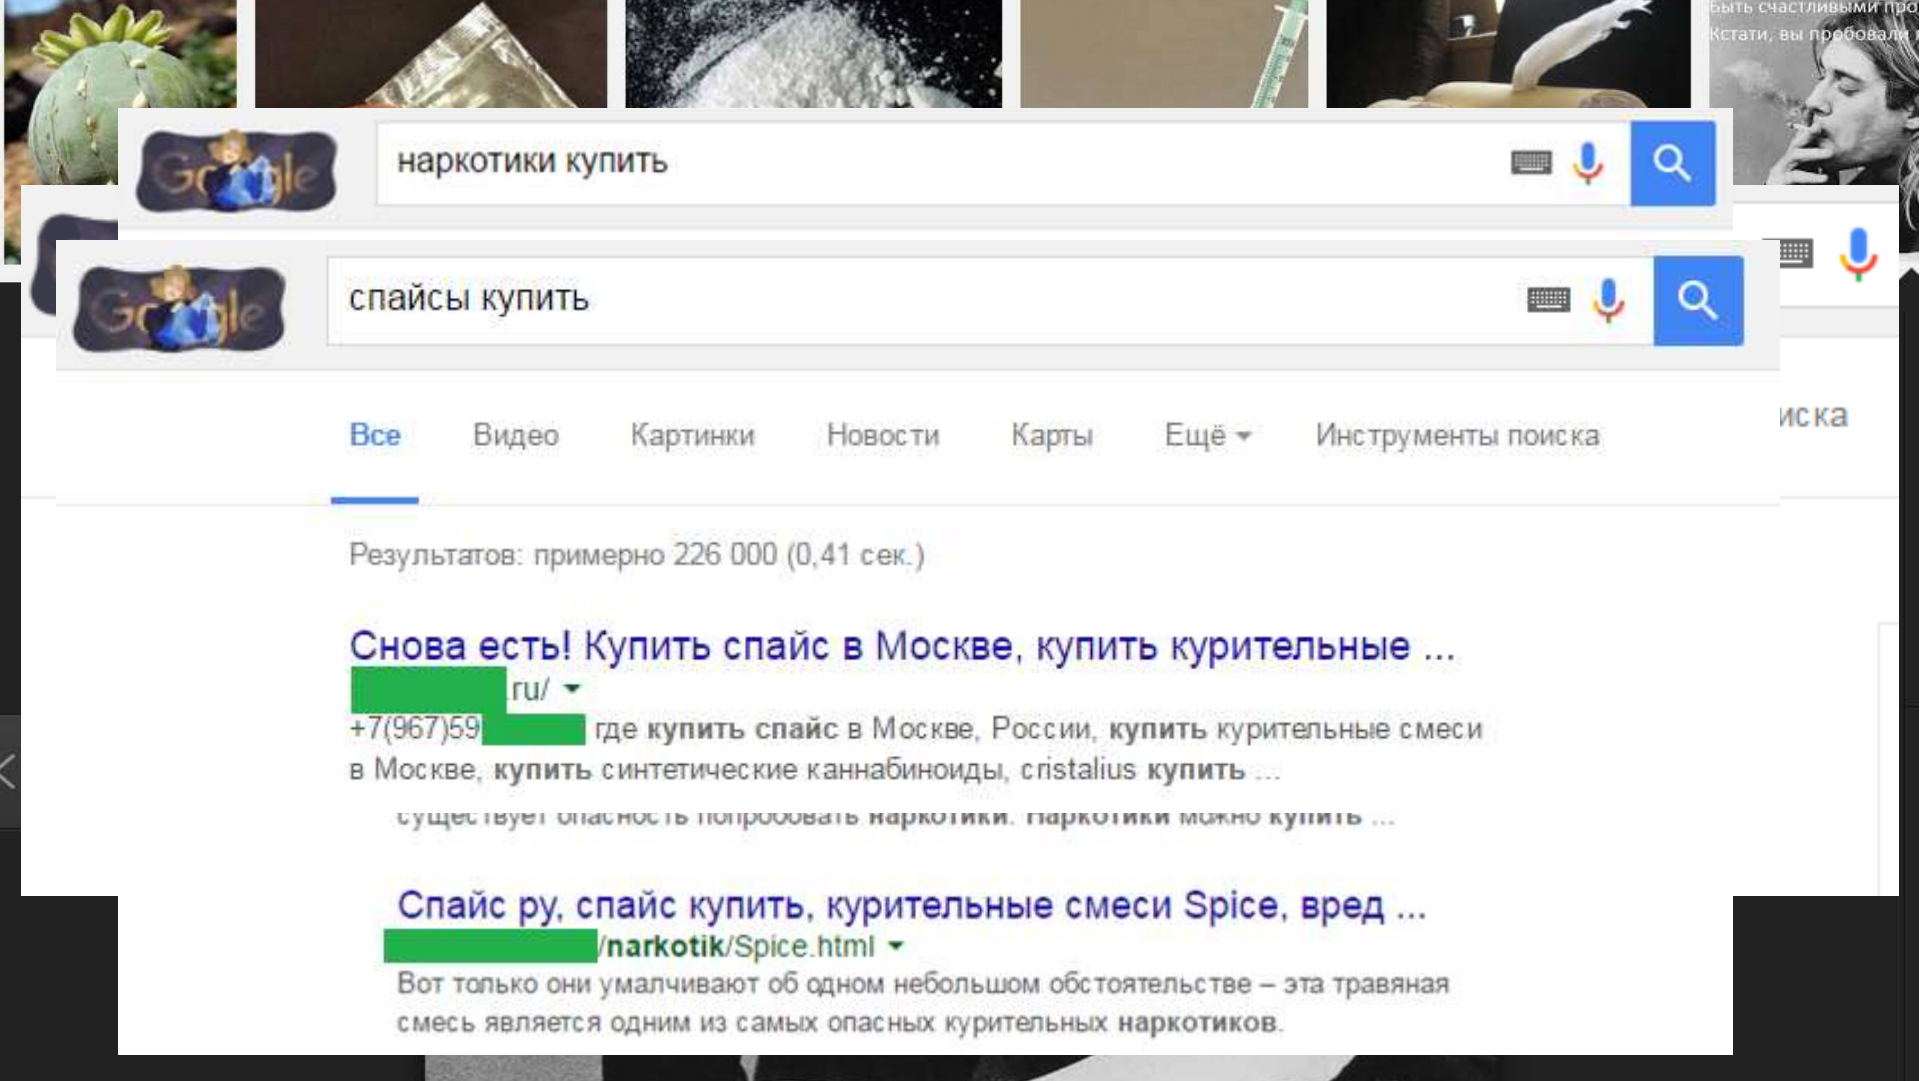 Быть счастливыми про
Кстати, вы пробовали
Google
наркотики купить
Google
спайсы купить
Все Видео Картинки Новости Карты Ещё Инструменты поиска
иска
Результатов: примерно 226 000 (0,41 сек.)
Снова есть! Купить спайс в Москве, купить курительные ...
.ru/
+7(967)59 где купить спайс в Москве, России, купить курительные смеси
в Москве, купить синтетические каннабиноиды, cristalius купить ...
существует опасность попробовать наркотики. Наркотики можно купить ...
Спайс ру, спайс купить, курительные смеси Spice, вред ...
/narkotik/Spice.html
Вот только они умалчивают об одном небольшом обстоятельстве – эта травяная
смесь является одним из самых опасных курительных наркотиков.